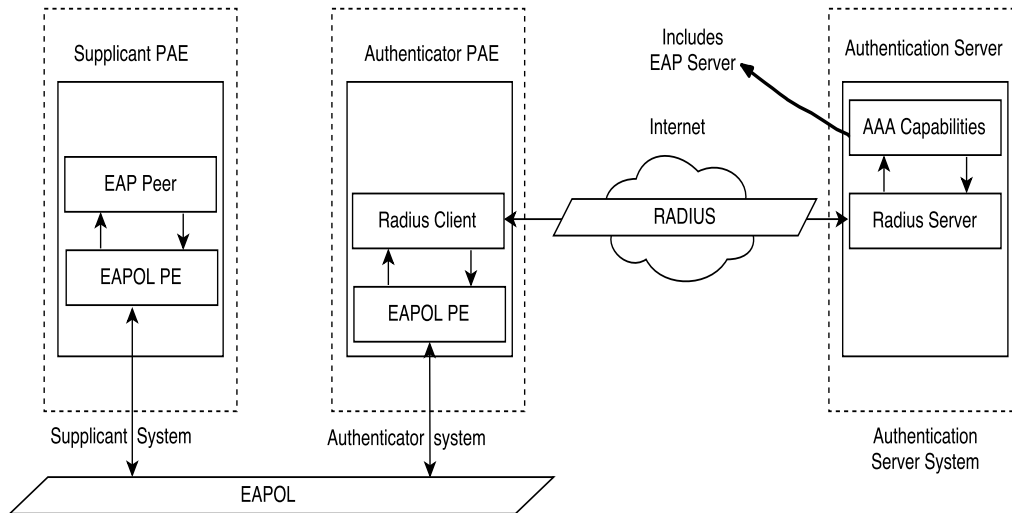 Supplicant PAE
EAP Peer
EAPOL PE
Supplicant System
Authenticator PAE
Radius Client
EAPOL PE
Authenticator system
EAPOL
Includes
EAP Server
Internet
RADIUS
Authentication Server
AAA Capabilities
Radius Server
Authentication
Server System